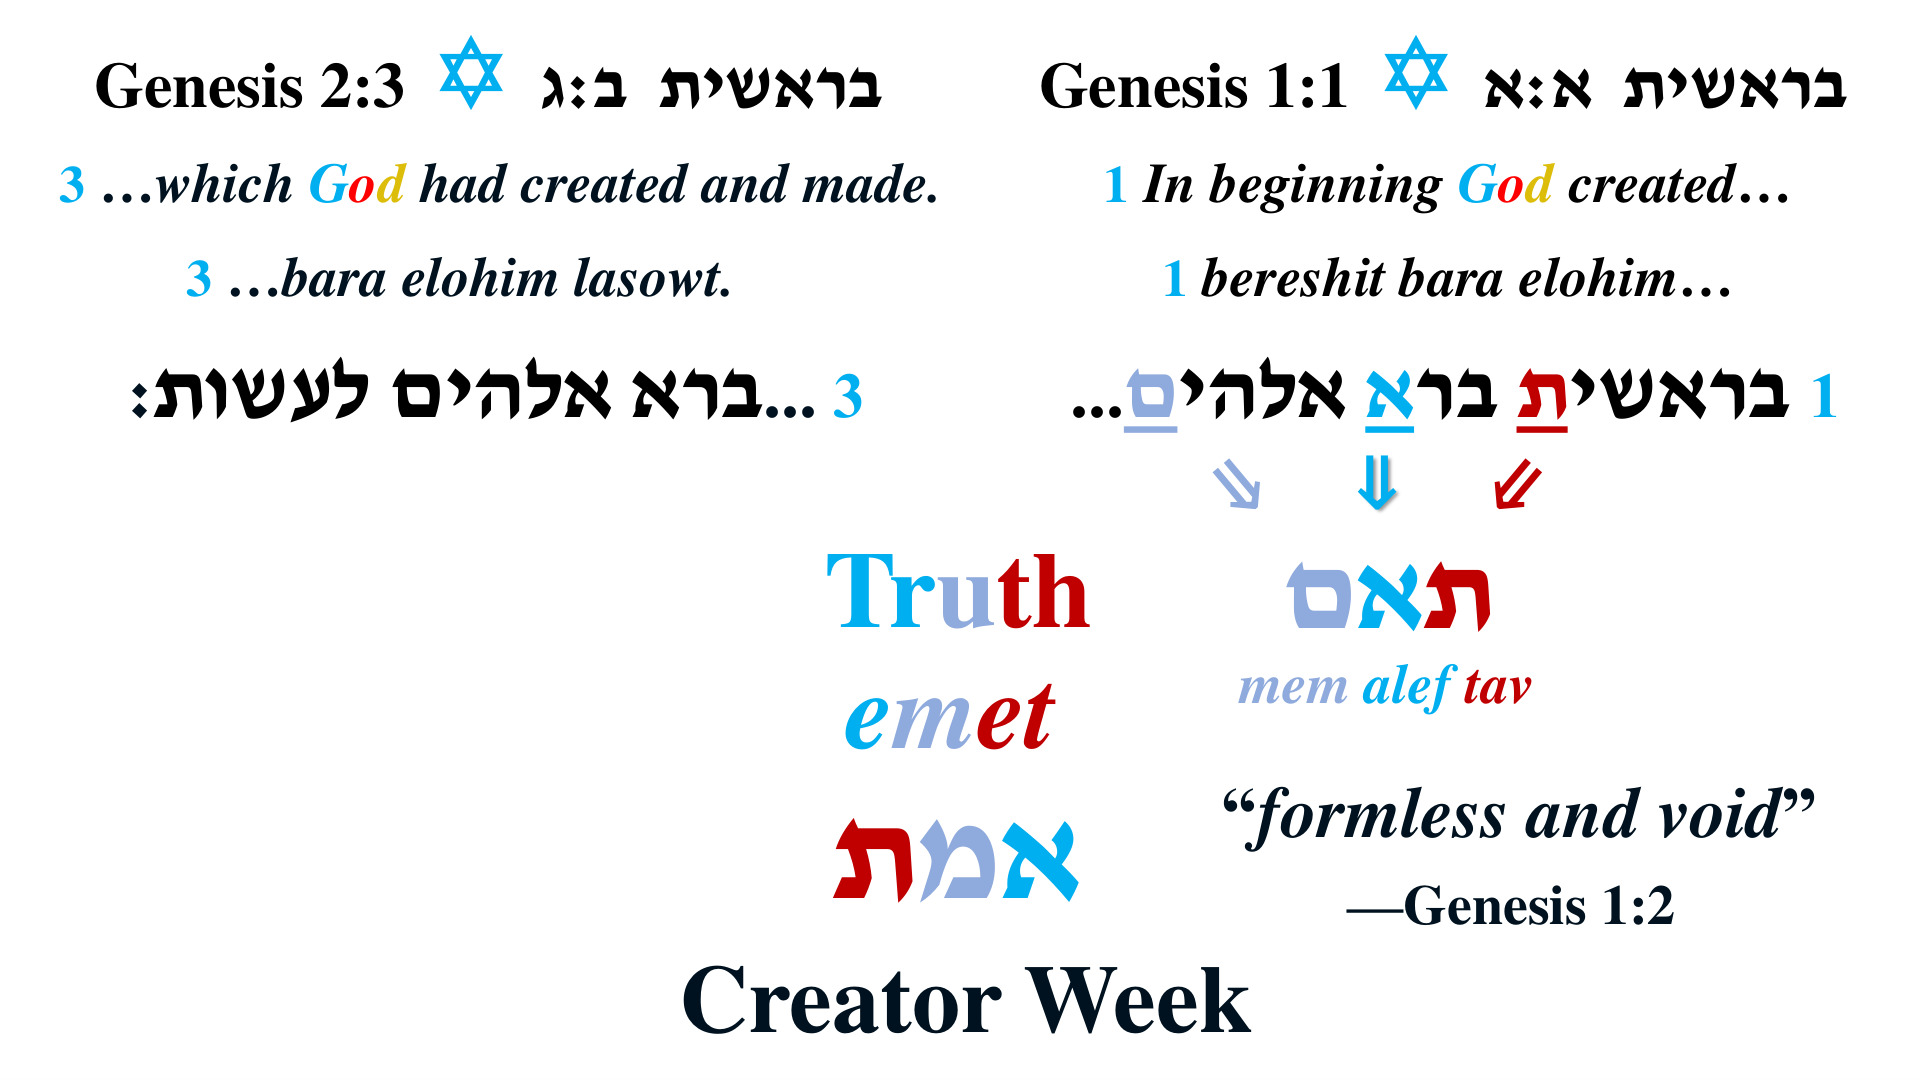 Genesis 2:3 ✡ בראשית ב:ג
3 …which God had created and made.
3 …bara elohim lasowt.
3 ...ברא אלהים לעשות:
Genesis 1:1 ✡ בראשית א:א
1 In beginning God created…
1 bereshit bara elohim…
1 בראשית ברא אלהים...
⇘ ⇓ ⇙
תאם
mem alef tav
Truth
emet
אמת
“formless and void”
—Genesis 1:2
Creator Week